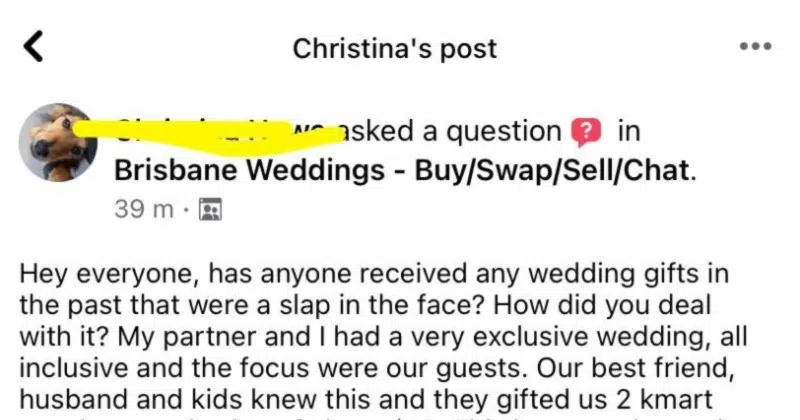 Christina's post
asked a question in
Brisbane Weddings - Buy/Swap/Sell/Chat.
39 m ·
Hey everyone, has anyone received any wedding gifts in
the past that were a slap in the face? How did you deal
with it? My partner and I had a very exclusive wedding, all
inclusive and the focus were our guests. Our best friend,
husband and kids knew this and they gifted us 2 kmart